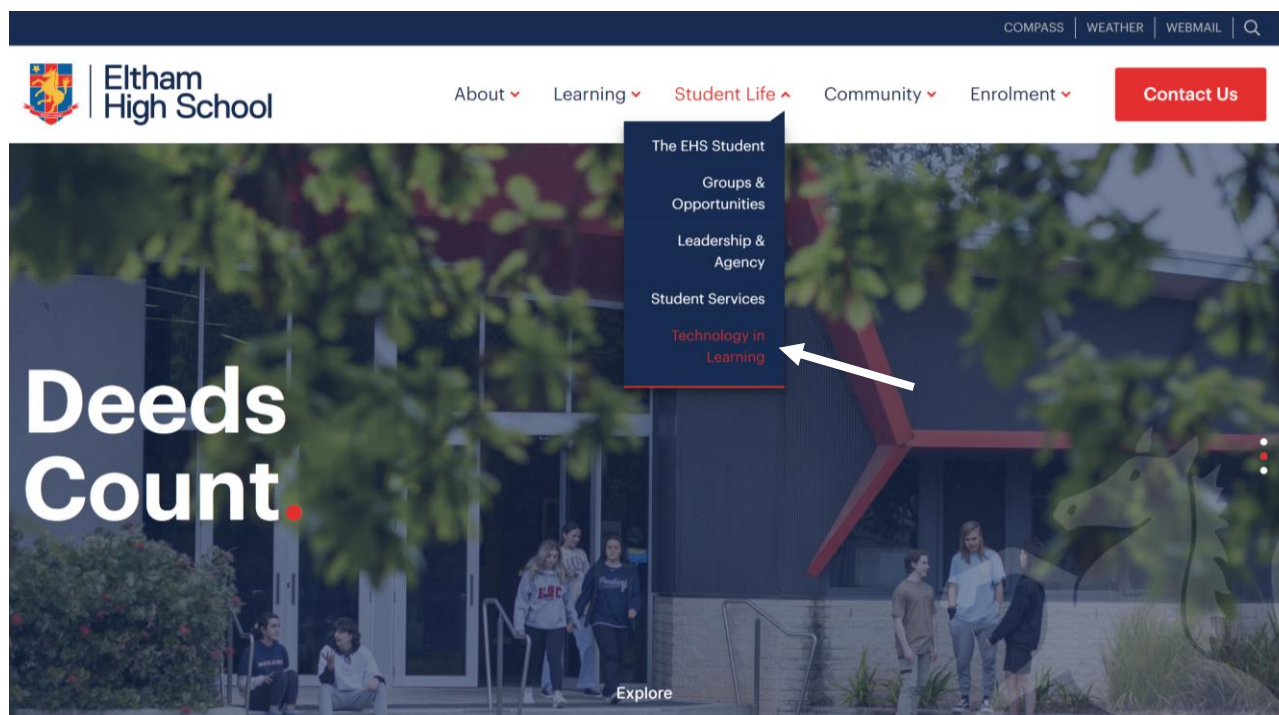 COMPASS | WEATHER | WEBMAIL
Eltham
High School
About Learning Student Life Community Enrolment Contact Us
The EHS Student
Groups &
Opportunities
Leadership &
Agency
Student Services
Technology in
Learning
Deeds
Count.
Explore